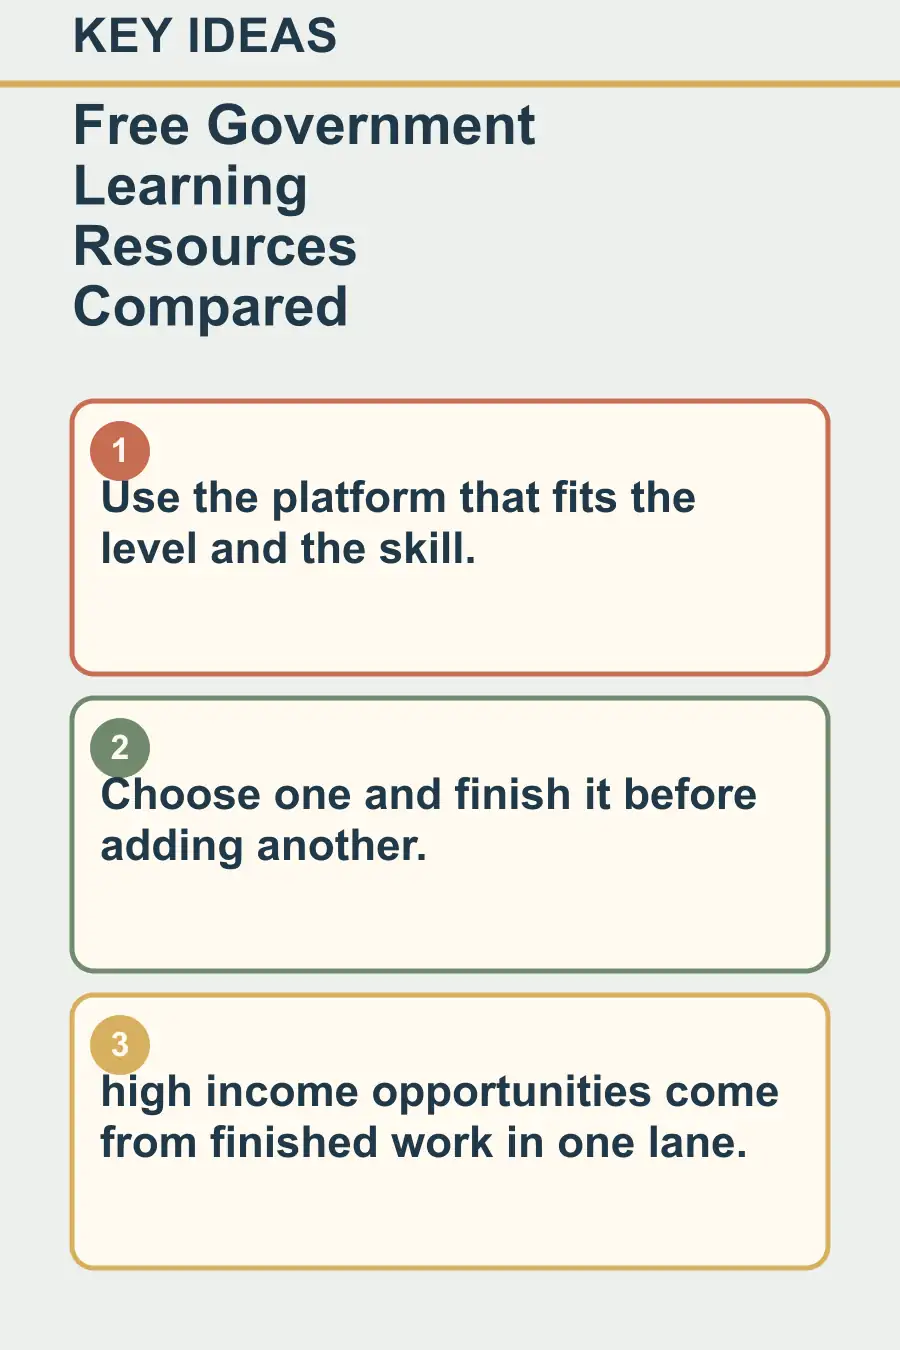 KEY IDEAS
Free Government
Learning
Resources
Compared
1
Use the platform that fits the
level and the skill.
2
Choose one and finish it before
adding another.
3
high income opportunities come
from finished work in one lane.